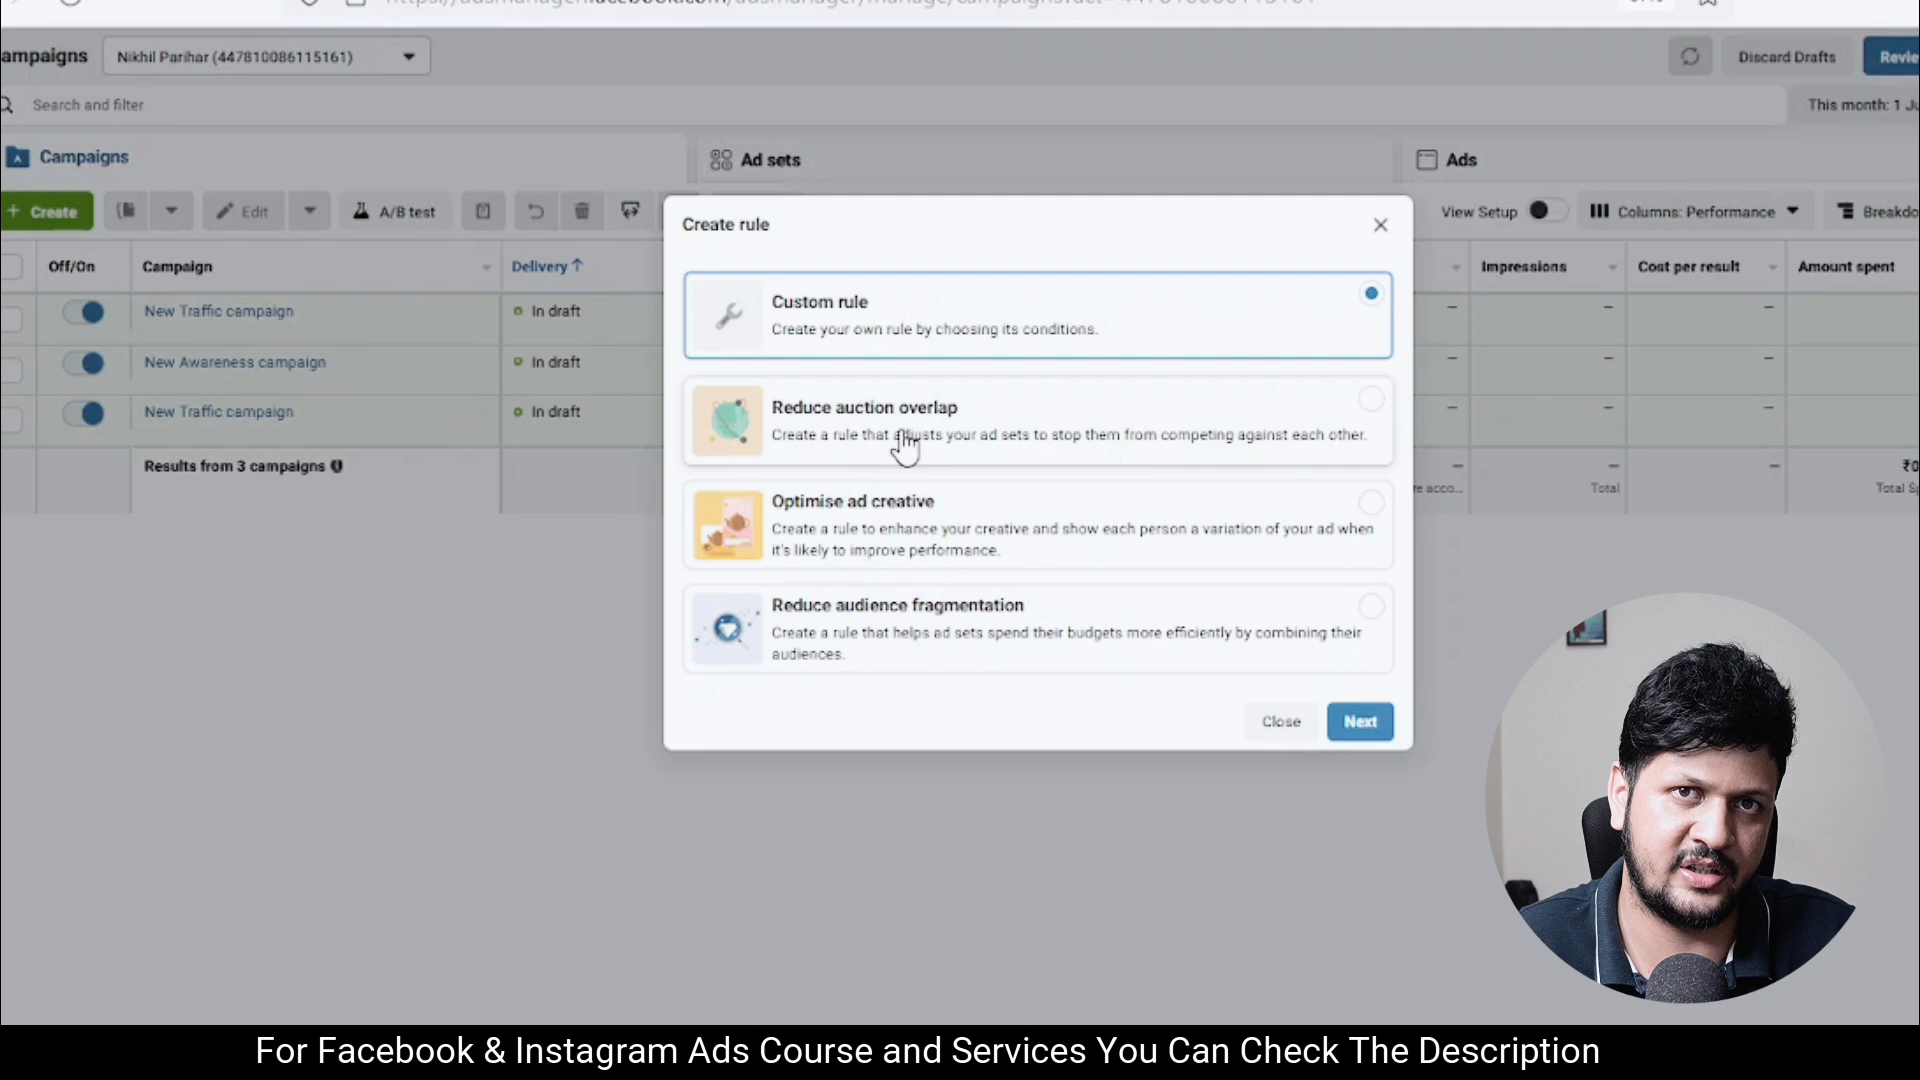 ampaigns
Nikhil Parihar (447810086115161)
Discard Drafts
Revie
Search and filter
This month: 1 Ju
Campaigns
Ad sets
Ads
+ Create
Edit
A/B test
View Setup
Columns: Performance
Breakdo
Off/On
Campaign
Delivery ↑
Impressions
Cost per result
Amount spent
New Traffic campaign
In draft
New Awareness campaign
In draft
New Traffic campaign
In draft
Results from 3 campaigns
re acco...
Total
₹0
Total S
Create rule
Custom rule
Create your own rule by choosing its conditions.
Reduce auction overlap
Create a rule that adjusts your ad sets to stop them from competing against each other.
Optimise ad creative
Create a rule to enhance your creative and show each person a variation of your ad when
it's likely to improve performance.
Reduce audience fragmentation
Create a rule that helps ad sets spend their budgets more efficiently by combining their
audiences.
Close
Next
For Facebook & Instagram Ads Course and Services You Can Check The Description